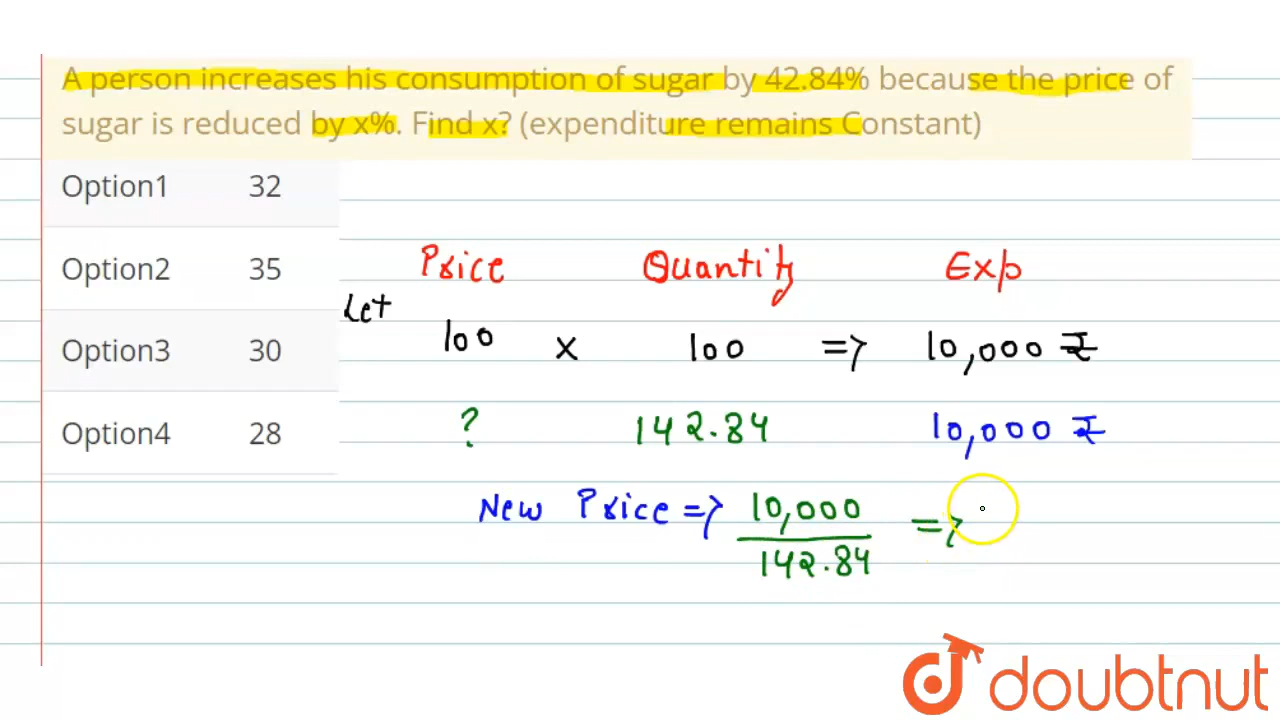 A person increases his consumption of sugar by 42.84% because the price of
sugar is reduced by x%. Find x? (expenditure remains Constant)
Option1 32
Option2 35
Option3 30
Option4 28
Price Quantity Exp
Let
100 x 100 => 10,000 ₹
? 142.84 10,000 ₹
New Price => 10,000 =>
142.84
doubtnut